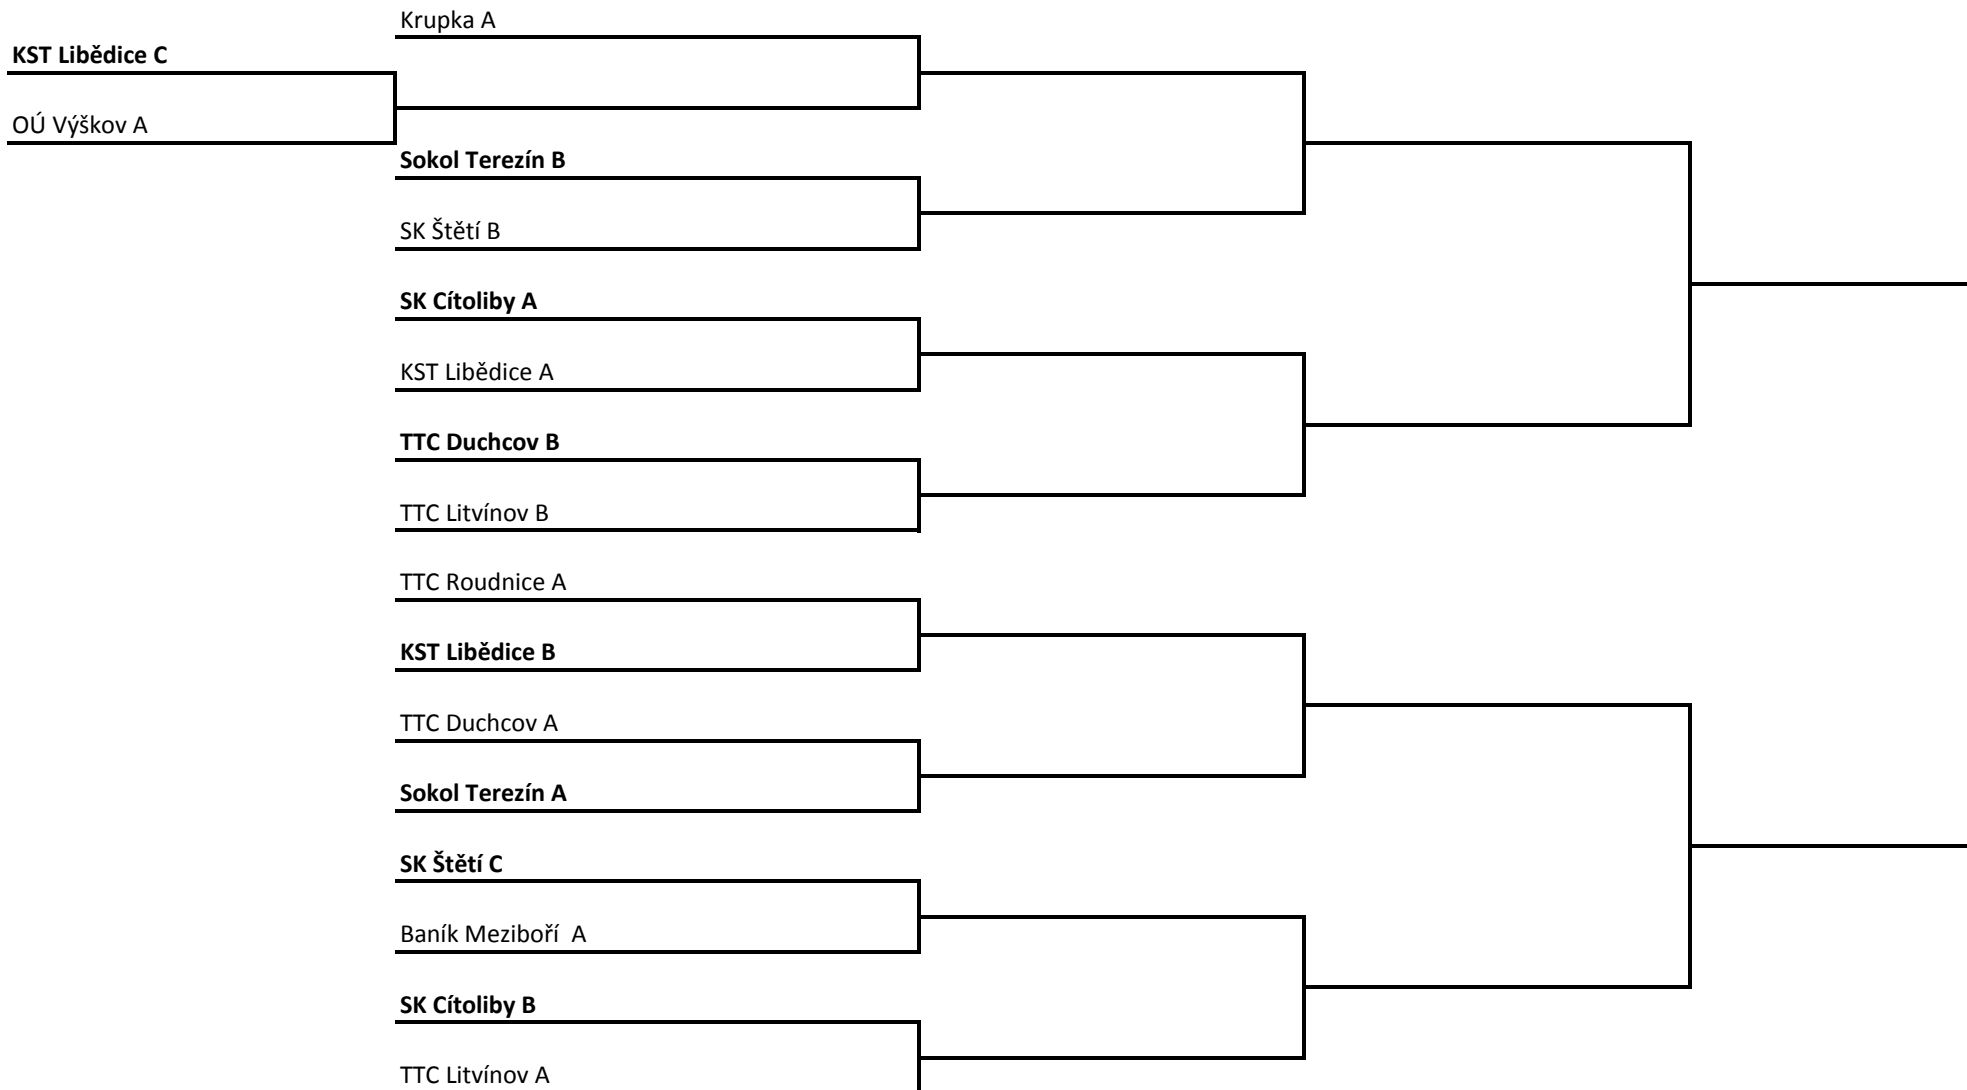 Krupka A
KST Libědice C
OÚ Výškov A
Sokol Terezín B
SK Štětí B
SK Cítoliby A
KST Libědice A
TTC Duchcov B
TTC Litvínov B
TTC Roudnice A
KST Libědice B
TTC Duchcov A
Sokol Terezín A
SK Štětí C
Baník Meziboří  A
SK Cítoliby B
TTC Litvínov A